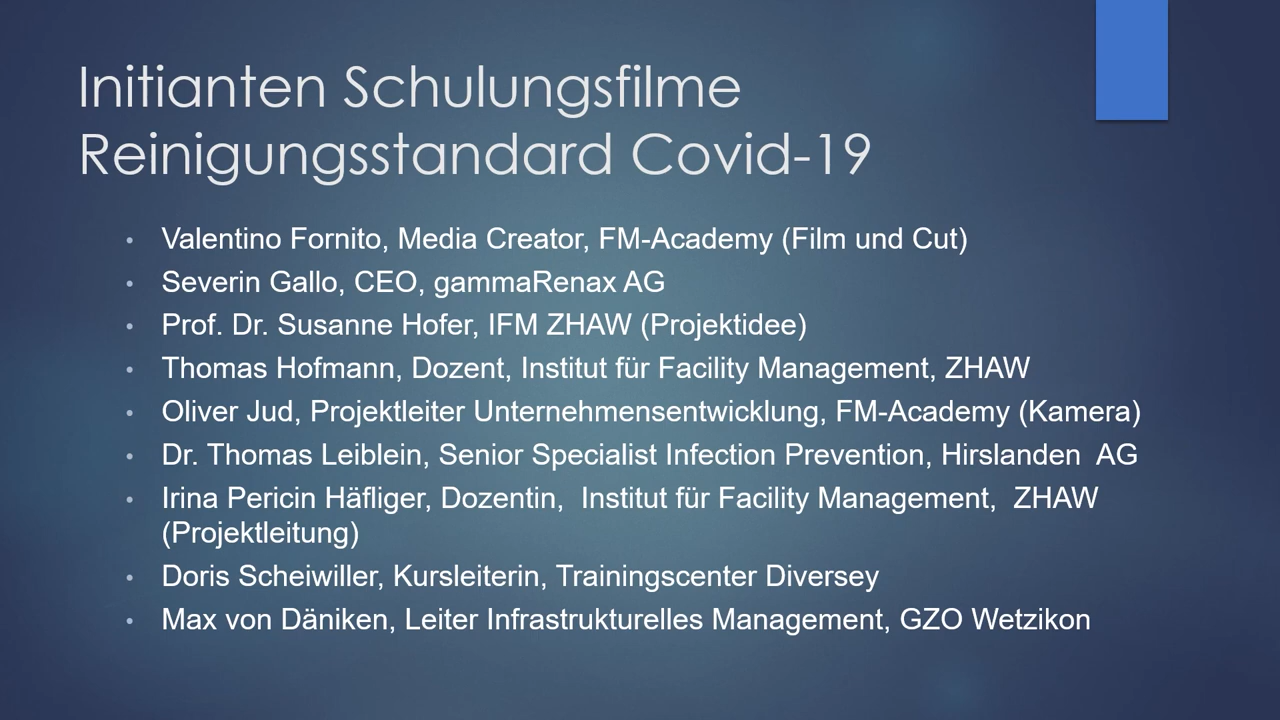 Initianten Schulungsfilme
Reinigungsstandard Covid-19
• Valentino Fornito, Media Creator, FM-Academy (Film und Cut)
• Severin Gallo, CEO, gammaRenax AG
• Prof. Dr. Susanne Hofer, IFM ZHAW (Projektidee)
• Thomas Hofmann, Dozent, Institut für Facility Management, ZHAW
• Oliver Jud, Projektleiter Unternehmensentwicklung, FM-Academy (Kamera)
• Dr. Thomas Leiblein, Senior Specialist Infection Prevention, Hirslanden  AG
• Irina Pericin Häfliger, Dozentin,  Institut für Facility Management,  ZHAW
(Projektleitung)
• Doris Scheiwiller, Kursleiterin, Trainingscenter Diversey
• Max von Däniken, Leiter Infrastrukturelles Management, GZO Wetzikon